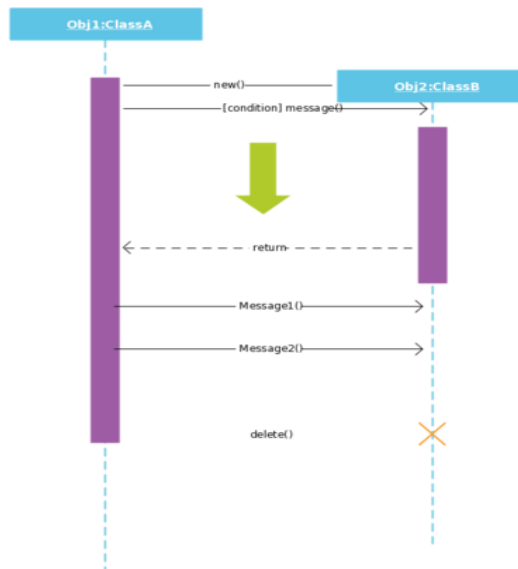 Obj1:ClassA
new()
Obj2:ClassB
[condition] message()
return
Message1()
Message2()
delete()